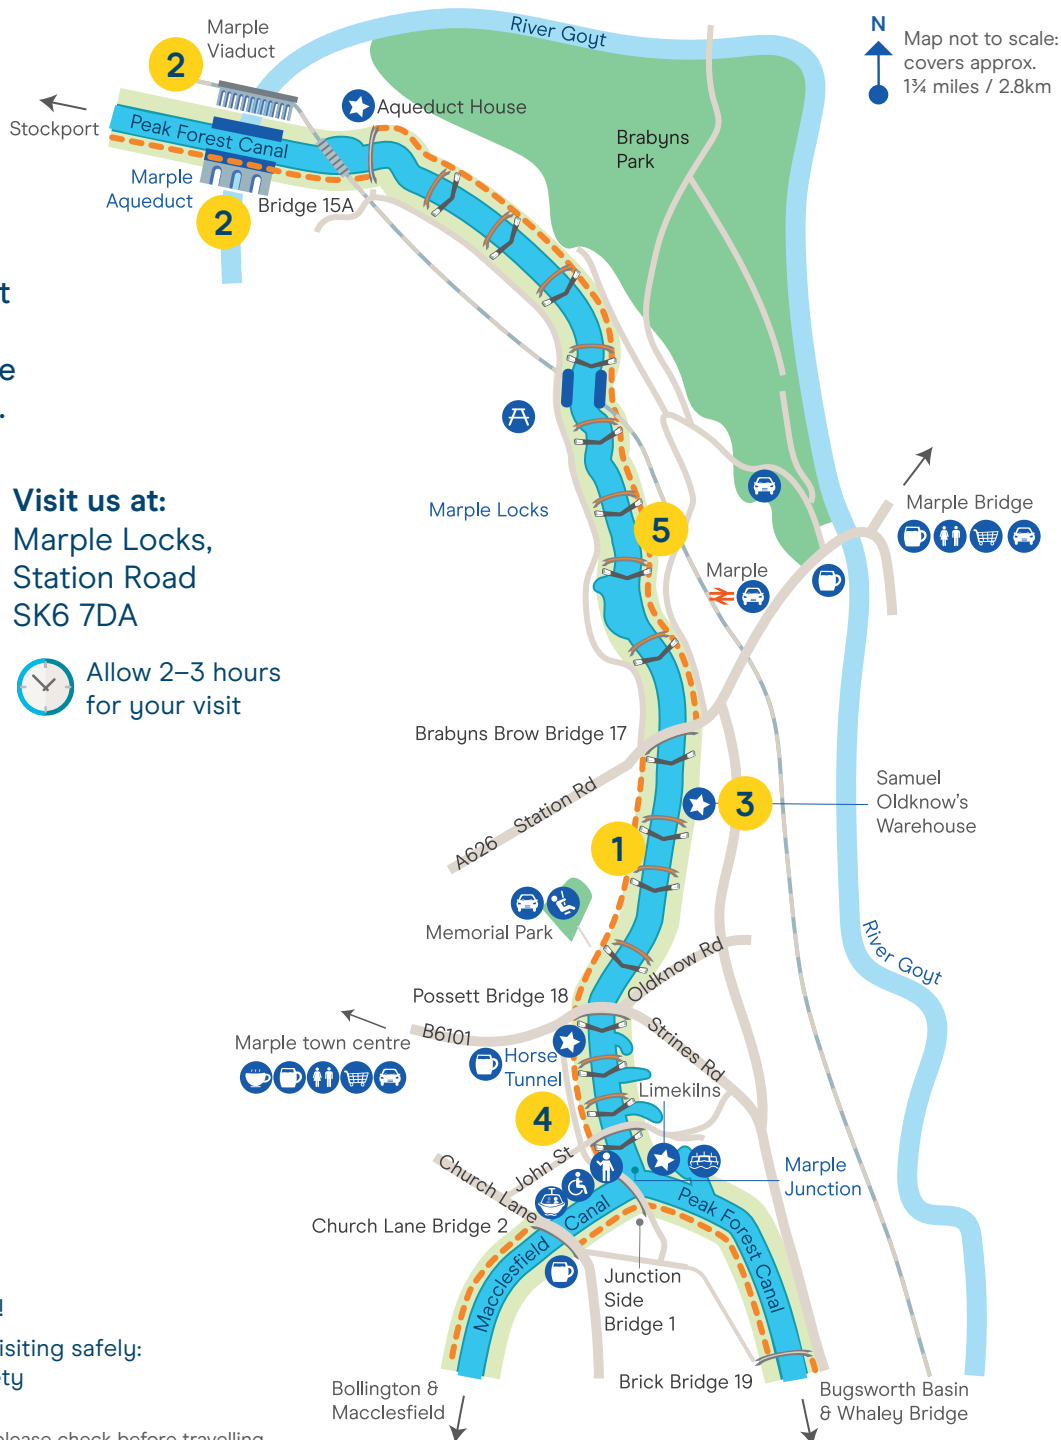 Marple
Viaduct
2
River Goyt
N
Map not to scale:
covers approx.
1¾ miles / 2.8km
Stockport
Aqueduct House
Peak Forest Canal
Brabyns
Park
Marple
Aqueduct
Bridge 15A
2
t
e
.
Visit us at:
Marple Locks,
Station Road
SK6 7DA
Allow 2–3 hours
for your visit
Marple Locks
5
Marple
Marple Bridge
Brabyns Brow Bridge 17
A626 Station Rd
3
Samuel
Oldknow's
Warehouse
1
Memorial Park
River Goyt
Oldknow Rd
Possett Bridge 18
B6101
Strines Rd
Marple town centre
Horse
Tunnel
Limekilns
4
John St
Church Lane
Marple
Junction
Church Lane Bridge 2
Macclesfield Canal
Peak Forest Canal
Junction
Side
Bridge 1
Brick Bridge 19
!
isiting safely:
ety
Bollington &
Macclesfield
Bugsworth Basin
& Whaley Bridge
please check before travelling